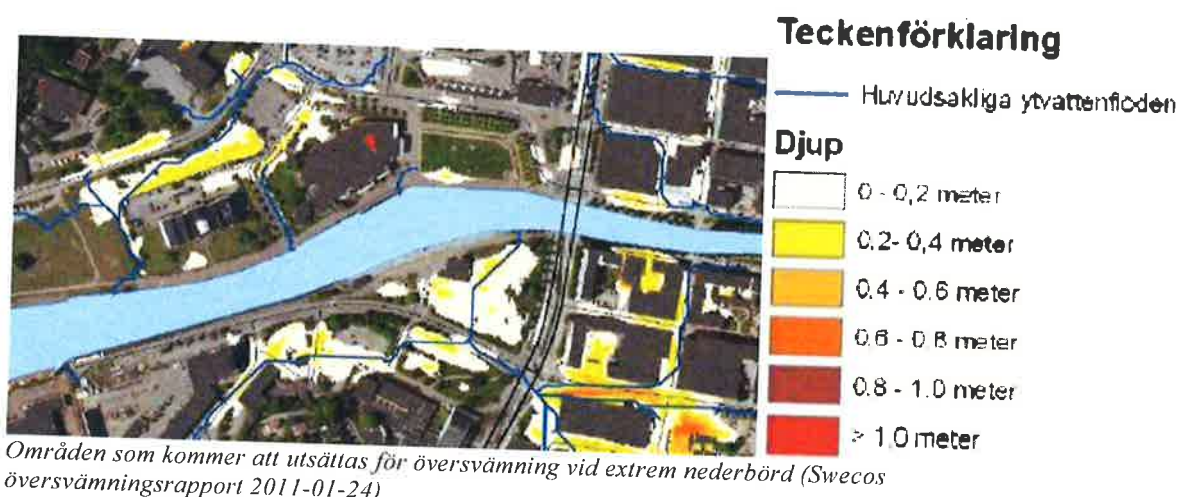 Teckenförklaring
Huvudsakliga ytvattenflöden
Djup
0 - 0,2 meter
0,2- 0,4 meter
0.4 - 0.6 meter
0.6 - 0.8 meter
0.8 - 1.0 meter
> 1.0 meter
Områden som kommer att utsättas för översvämning vid extrem nederbörd (Swecos
översvämningsrapport 2011-01-24)